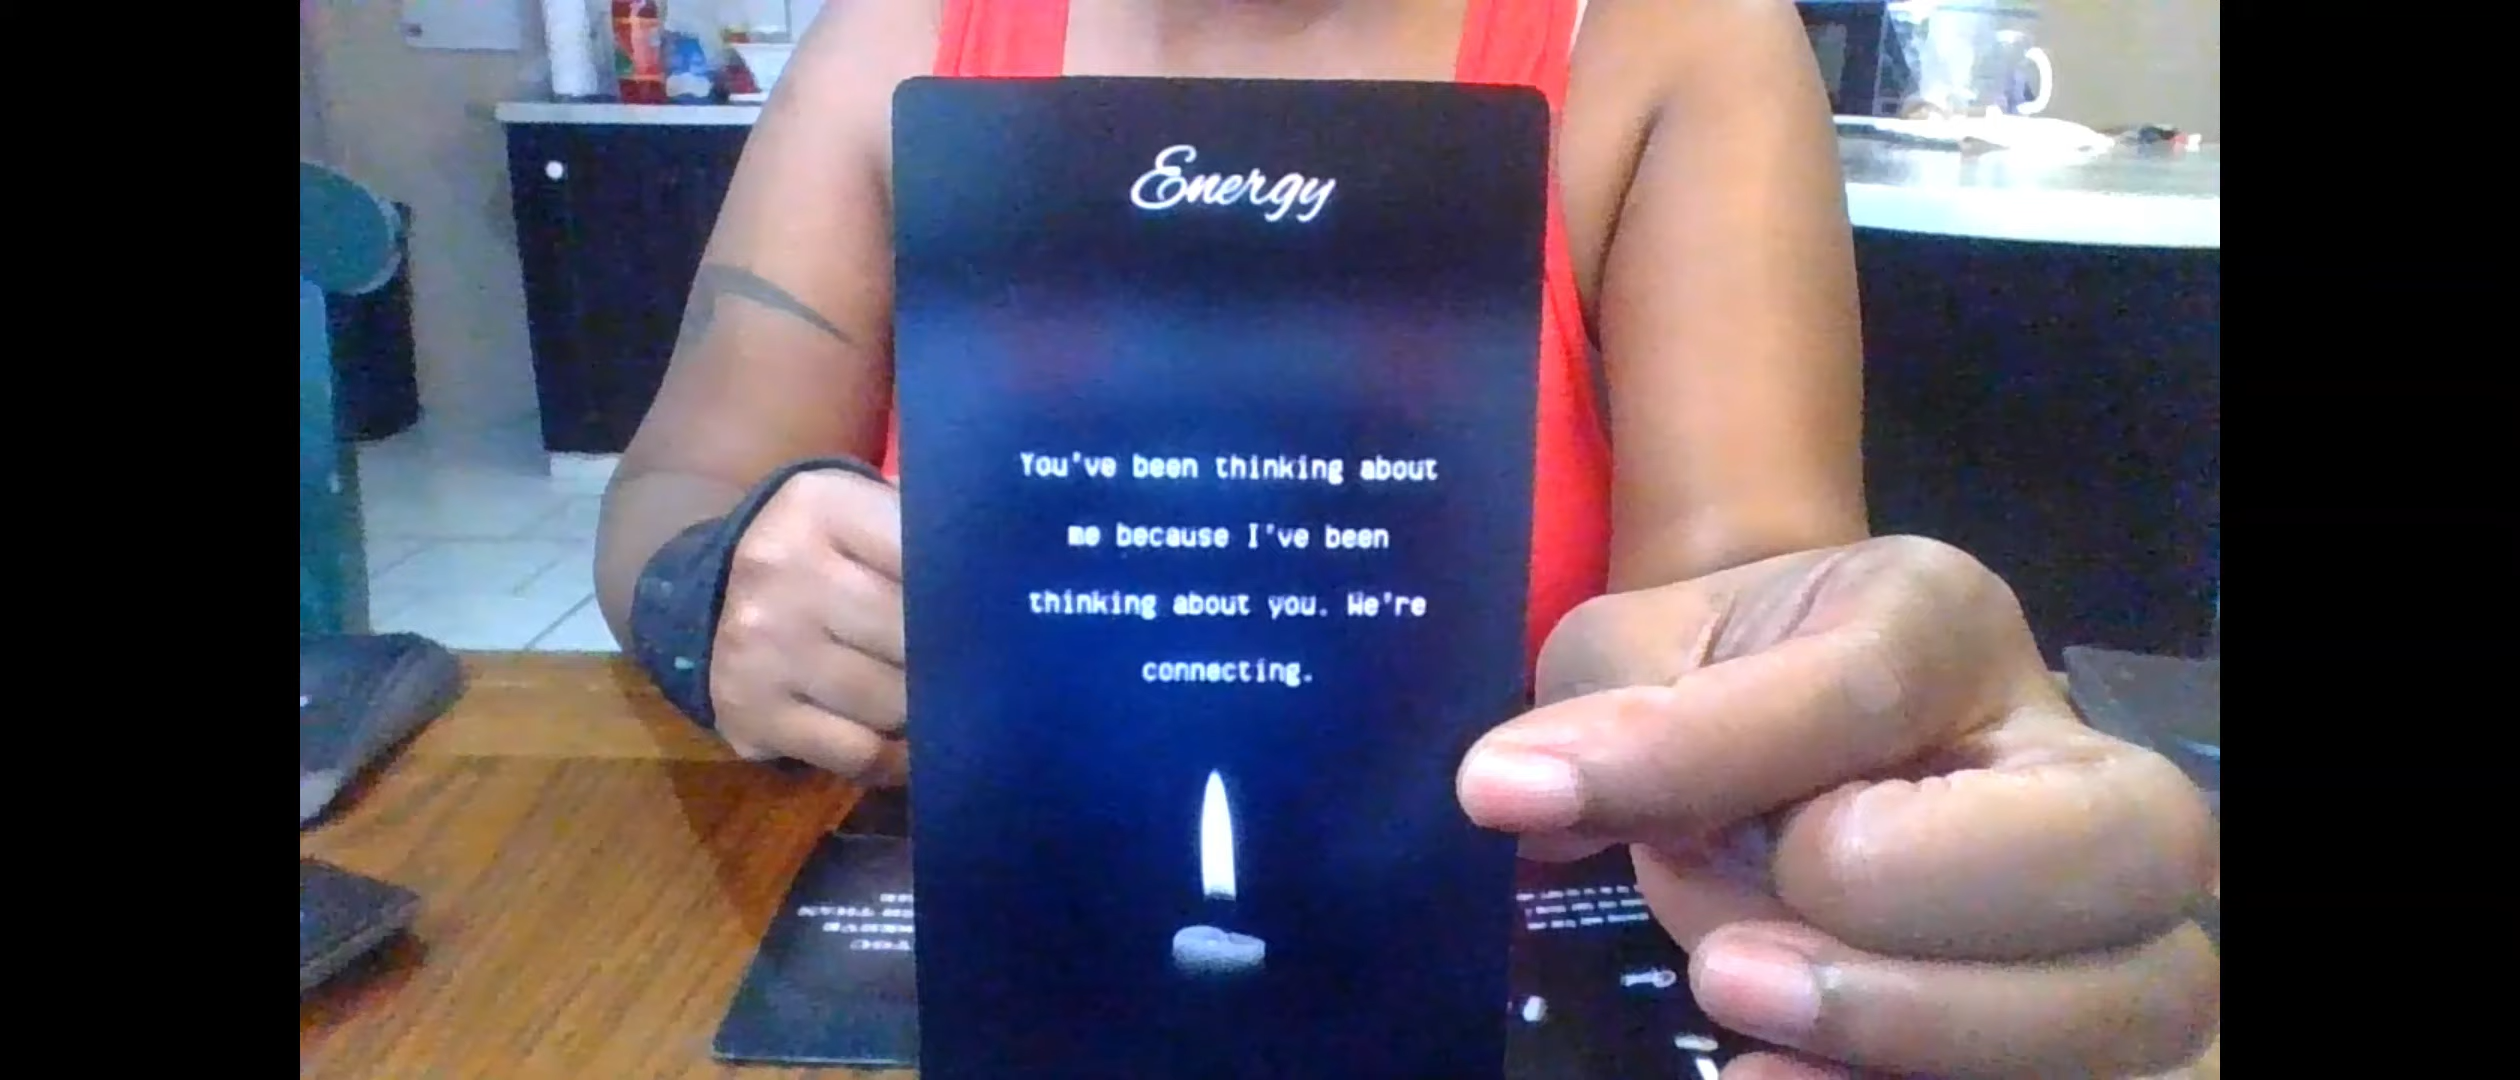 Energy
You've been thinking about
me because I've been
thinking about you. We're
connecting.